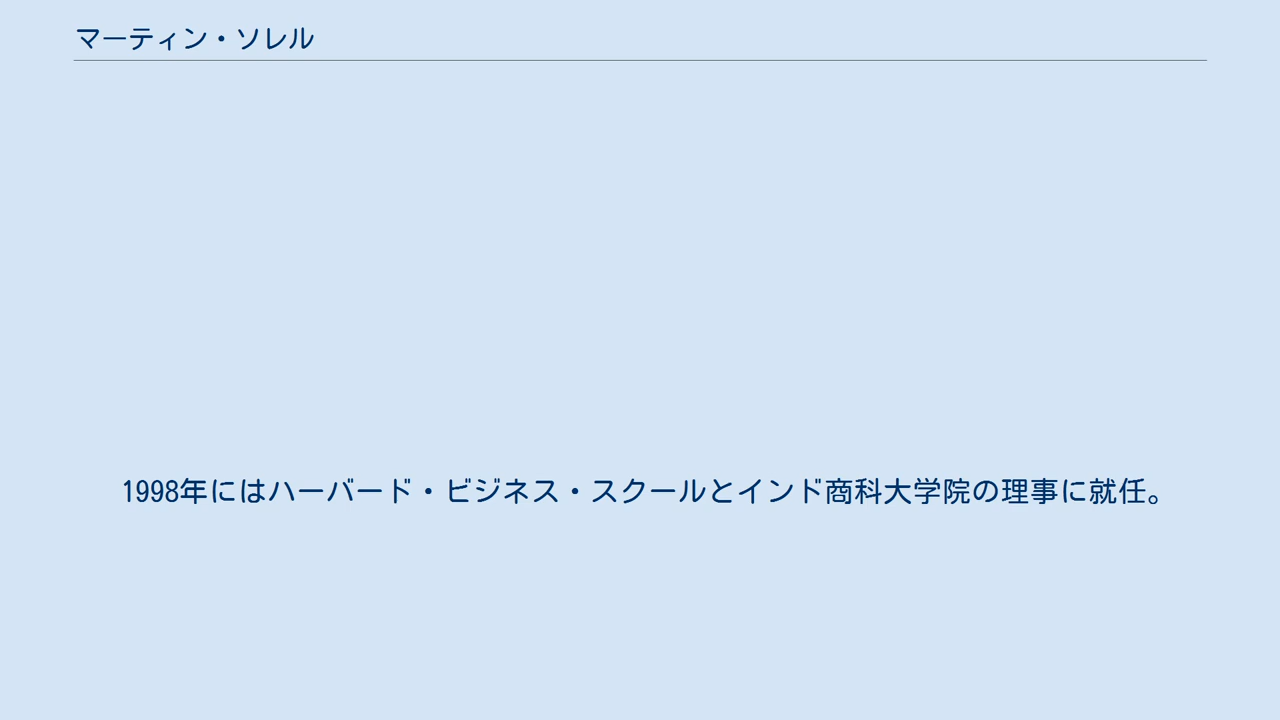 マーティン・ソレル
1998年にはハーバード・ビジネス・スクールとインド商科大学院の理事に就任。